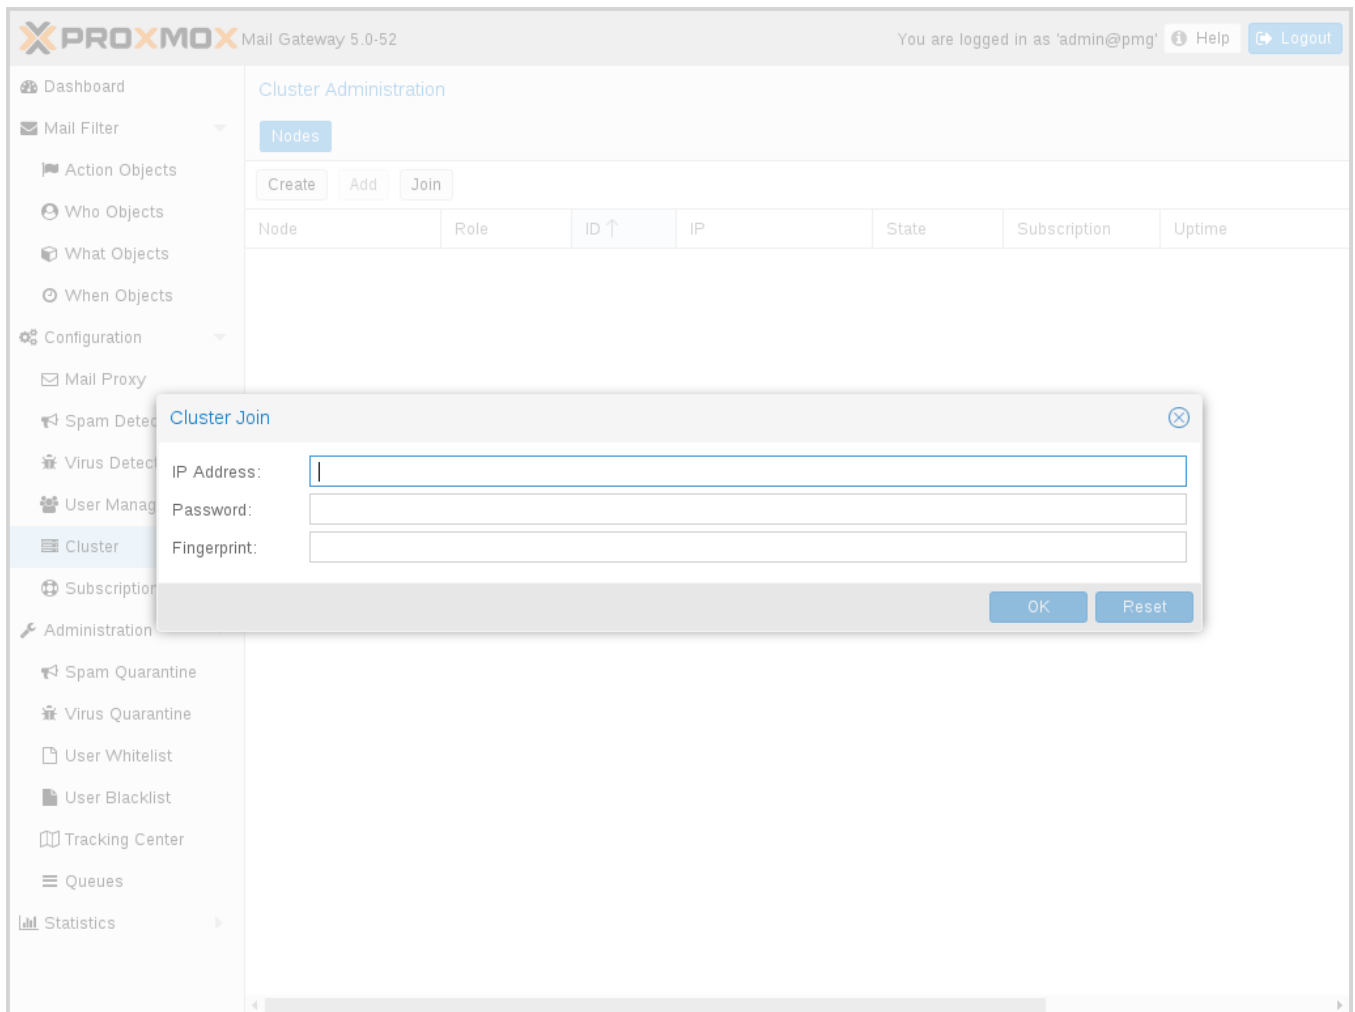 PROXMOX Mail Gateway 5.0-52 You are logged in as 'admin@pmg' Help Logout
Dashboard
Mail Filter
Action Objects
Who Objects
What Objects
When Objects
Configuration
Mail Proxy
Spam Detec
Virus Detect
User Manag
Cluster
Subscription
Administration
Spam Quarantine
Virus Quarantine
User Whitelist
User Blacklist
Tracking Center
Queues
Statistics
Cluster Administration
Nodes
Create Add Join
Node Role ID IP State Subscription Uptime
Cluster Join
IP Address:
Password:
Fingerprint:
OK Reset